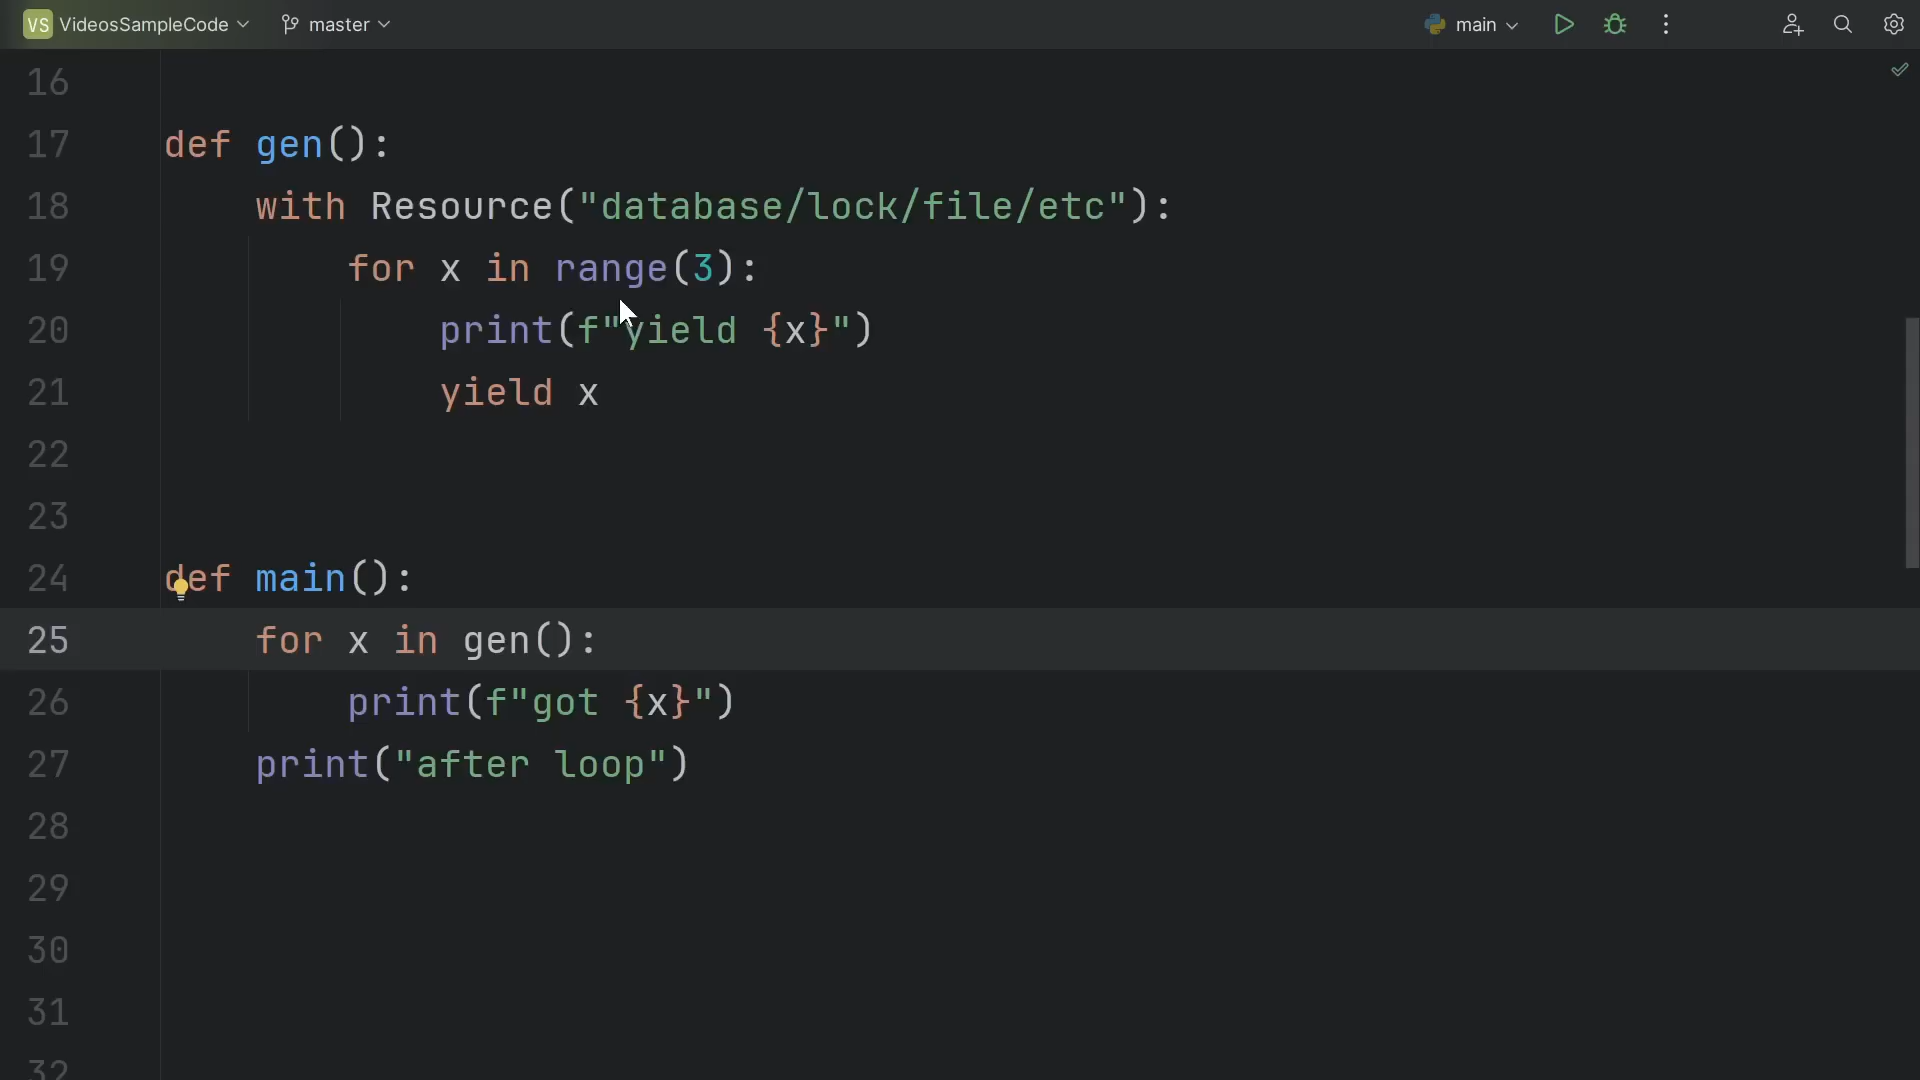 VS VideosSampleCode master main
16
17 def gen():
18 with Resource("database/lock/file/etc"):
19 for x in range(3):
20 print(f"yield {x}")
21 yield x
22
23
24 def main():
25 for x in gen():
26 print(f"got {x}")
27 print("after loop")
28
29
30
31
32